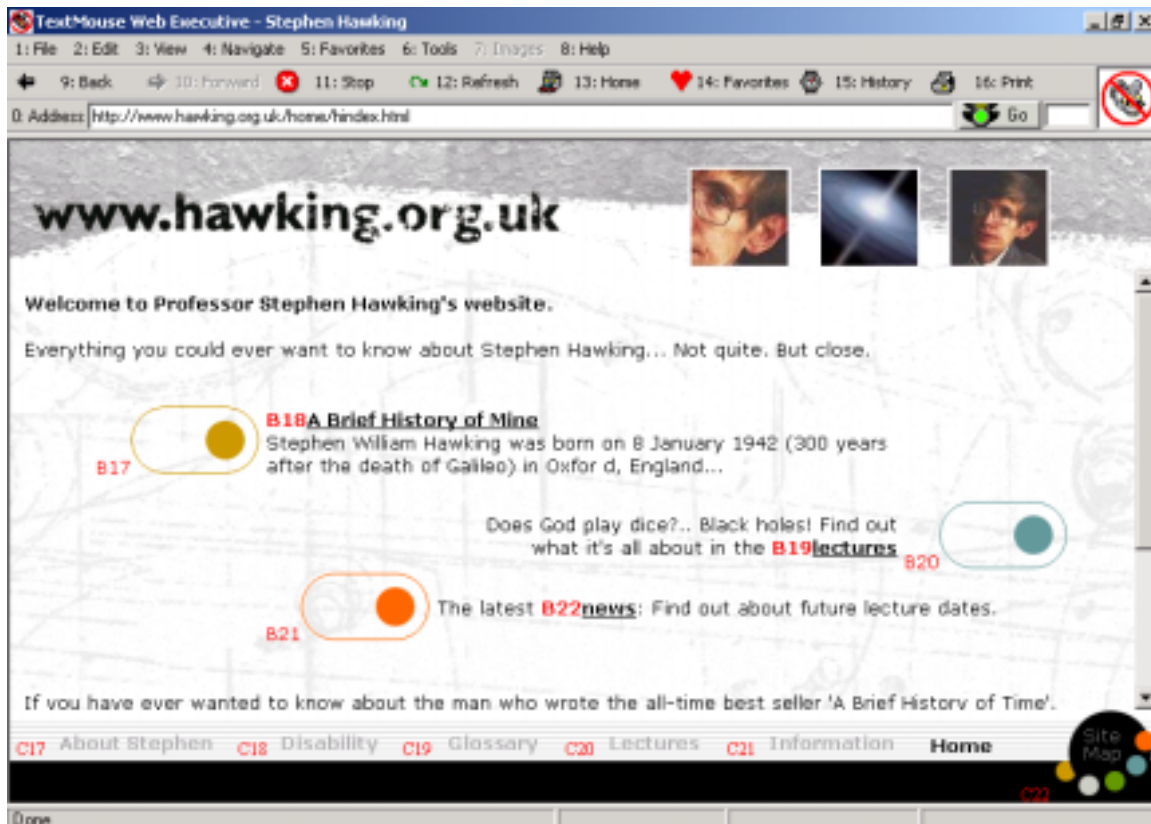 TextMouse Web Executive - Stephen Hawking
1: File 2: Edit 3: View 4: Navigate 5: Favorites 6: Tools 7: Images 8: Help
9: Back 10: Forward 11: Stop 12: Refresh 13: Home 14: Favorites 15: History 16: Print
0: Address http://www.hawking.org.uk/home/hindex.html Go
www.hawking.org.uk
Welcome to Professor Stephen Hawking's website.
Everything you could ever want to know about Stephen Hawking... Not quite. But close.
B18A Brief History of Mine
Stephen William Hawking was born on 8 January 1942 (300 years
B17 after the death of Galileo) in Oxfor d, England...
Does God play dice?.. Black holes! Find out
what it's all about in the B19lectures
B20
The latest B22news: Find out about future lecture dates.
B21
If you have ever wanted to know about the man who wrote the all-time best seller 'A Brief History of Time'.
C17 About Stephen C18 Disability C19 Glossary C20 Lectures C21 Information Home
Site
Map
C22
Done